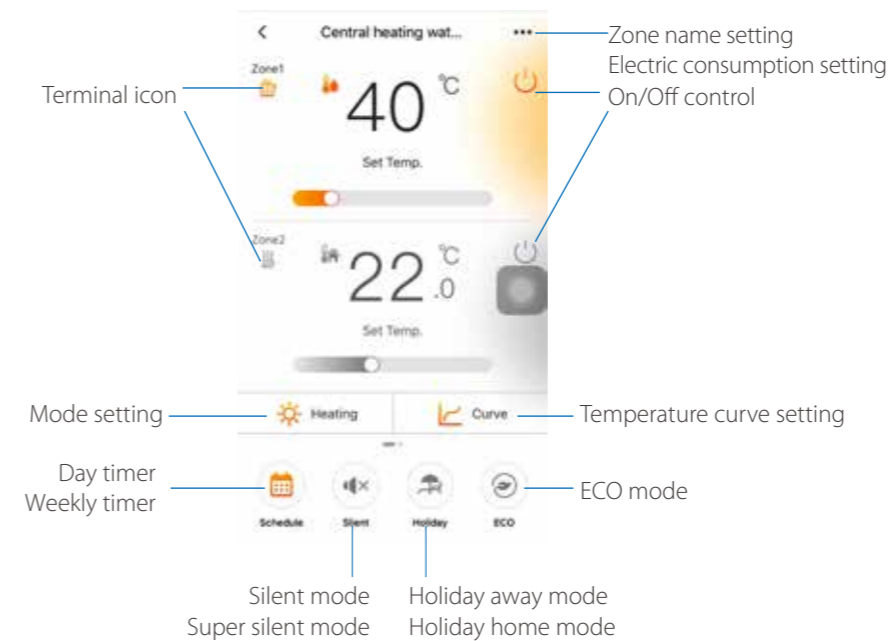 Central heating wat...
Zone name setting
Electric consumption setting
On/Off control
Terminal icon
Zone1
40 °C
Set Temp.
Zone2
22.0 °C
Set Temp.
Mode setting
Heating
Curve
Temperature curve setting
Day timer
Weekly timer
ECO mode
Schedule
Silent
Holiday
ECO
Silent mode
Super silent mode
Holiday away mode
Holiday home mode